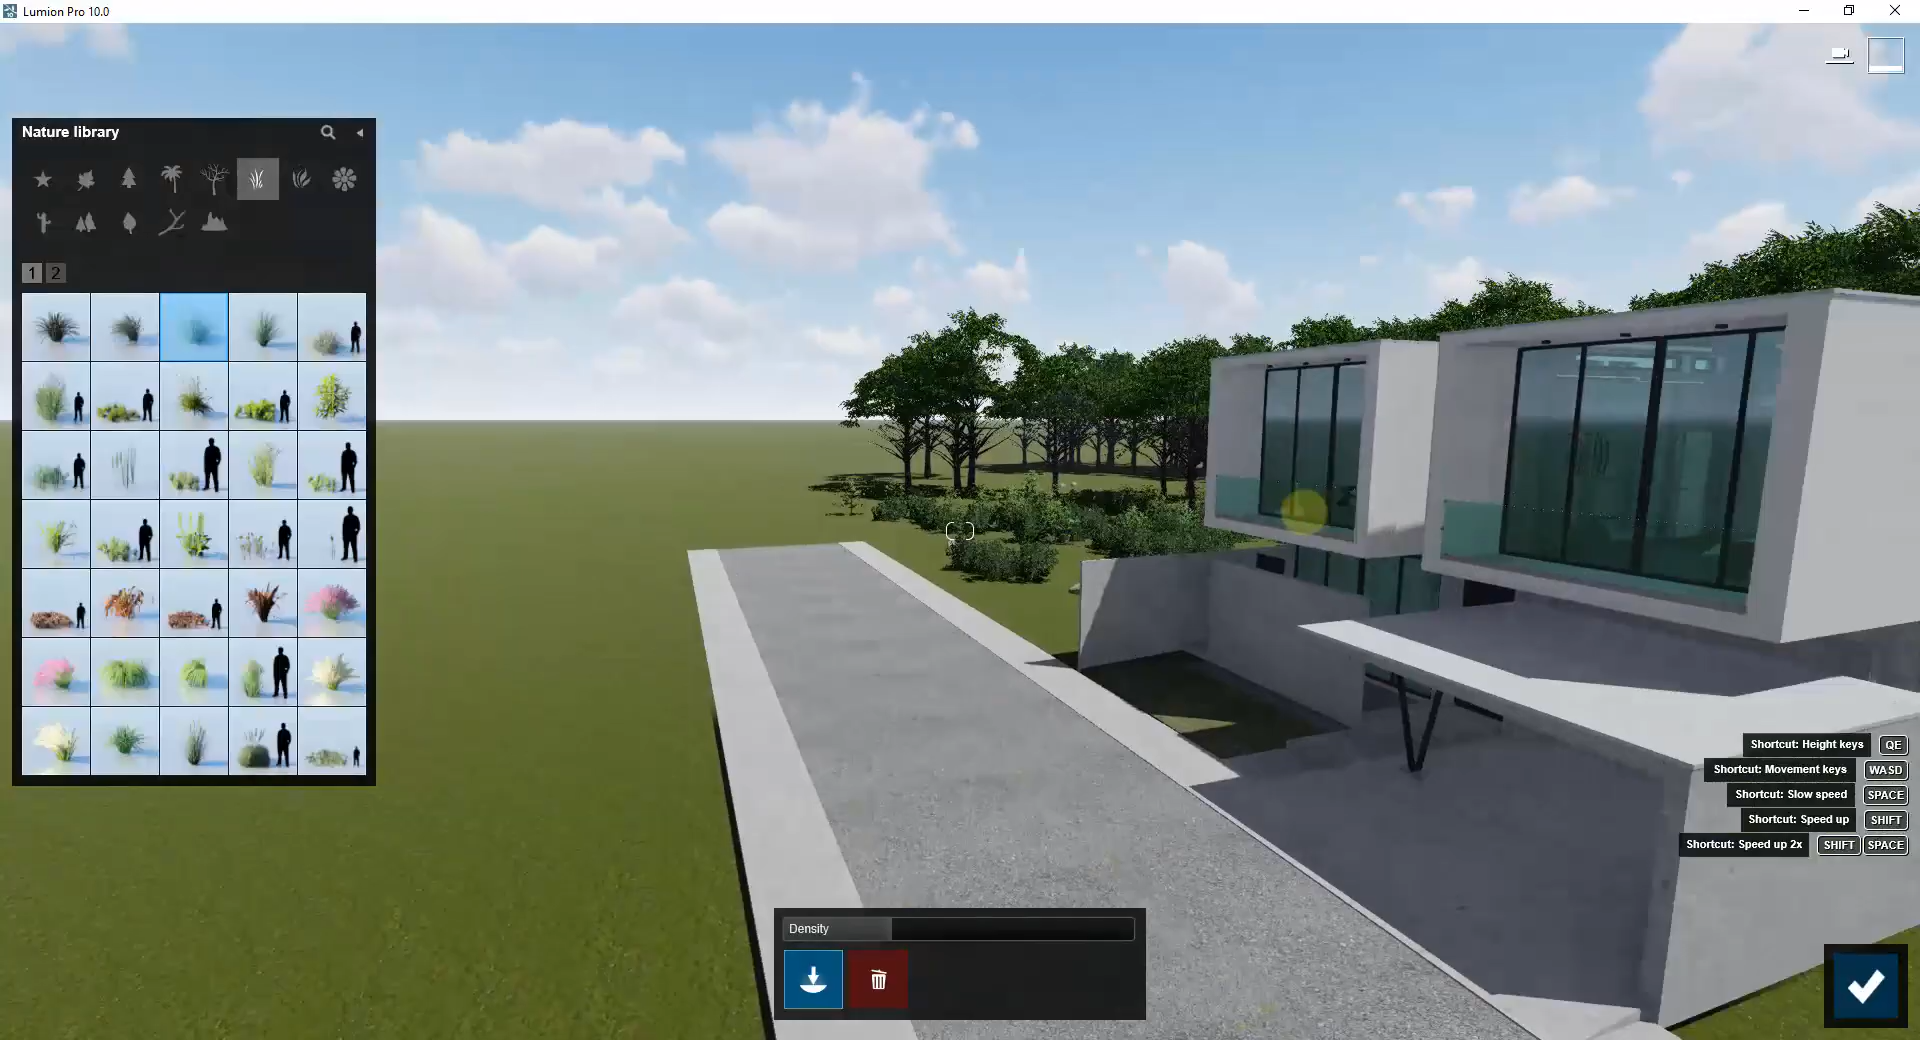 Lumion Pro 10.0
Nature library
1 2
Shortcut: Height keys QE
Shortcut: Movement keys WASD
Shortcut: Slow speed SPACE
Shortcut: Speed up SHIFT
Shortcut: Speed up 2x SHIFT SPACE
Density